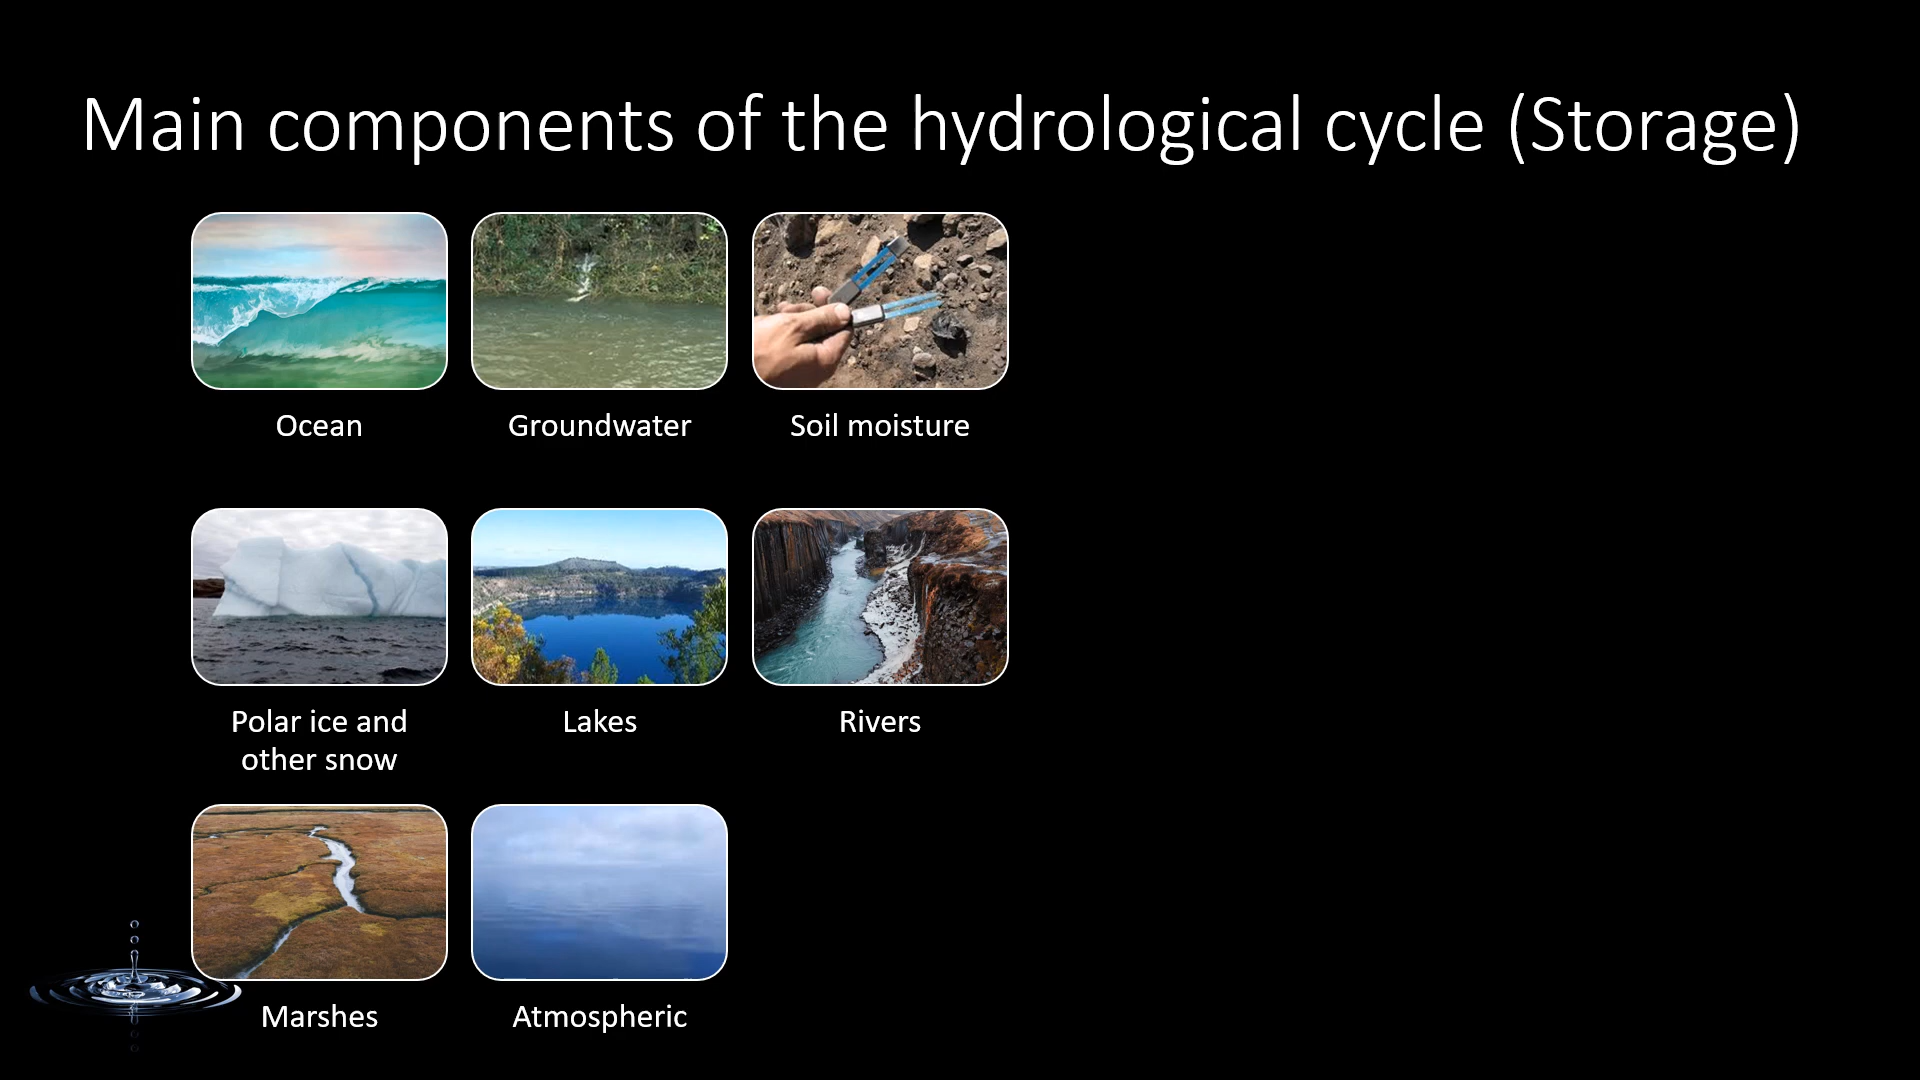 Main components of the hydrological cycle (Storage)
Ocean
Groundwater
Soil moisture
Polar ice and
other snow
Lakes
Rivers
Marshes
Atmospheric